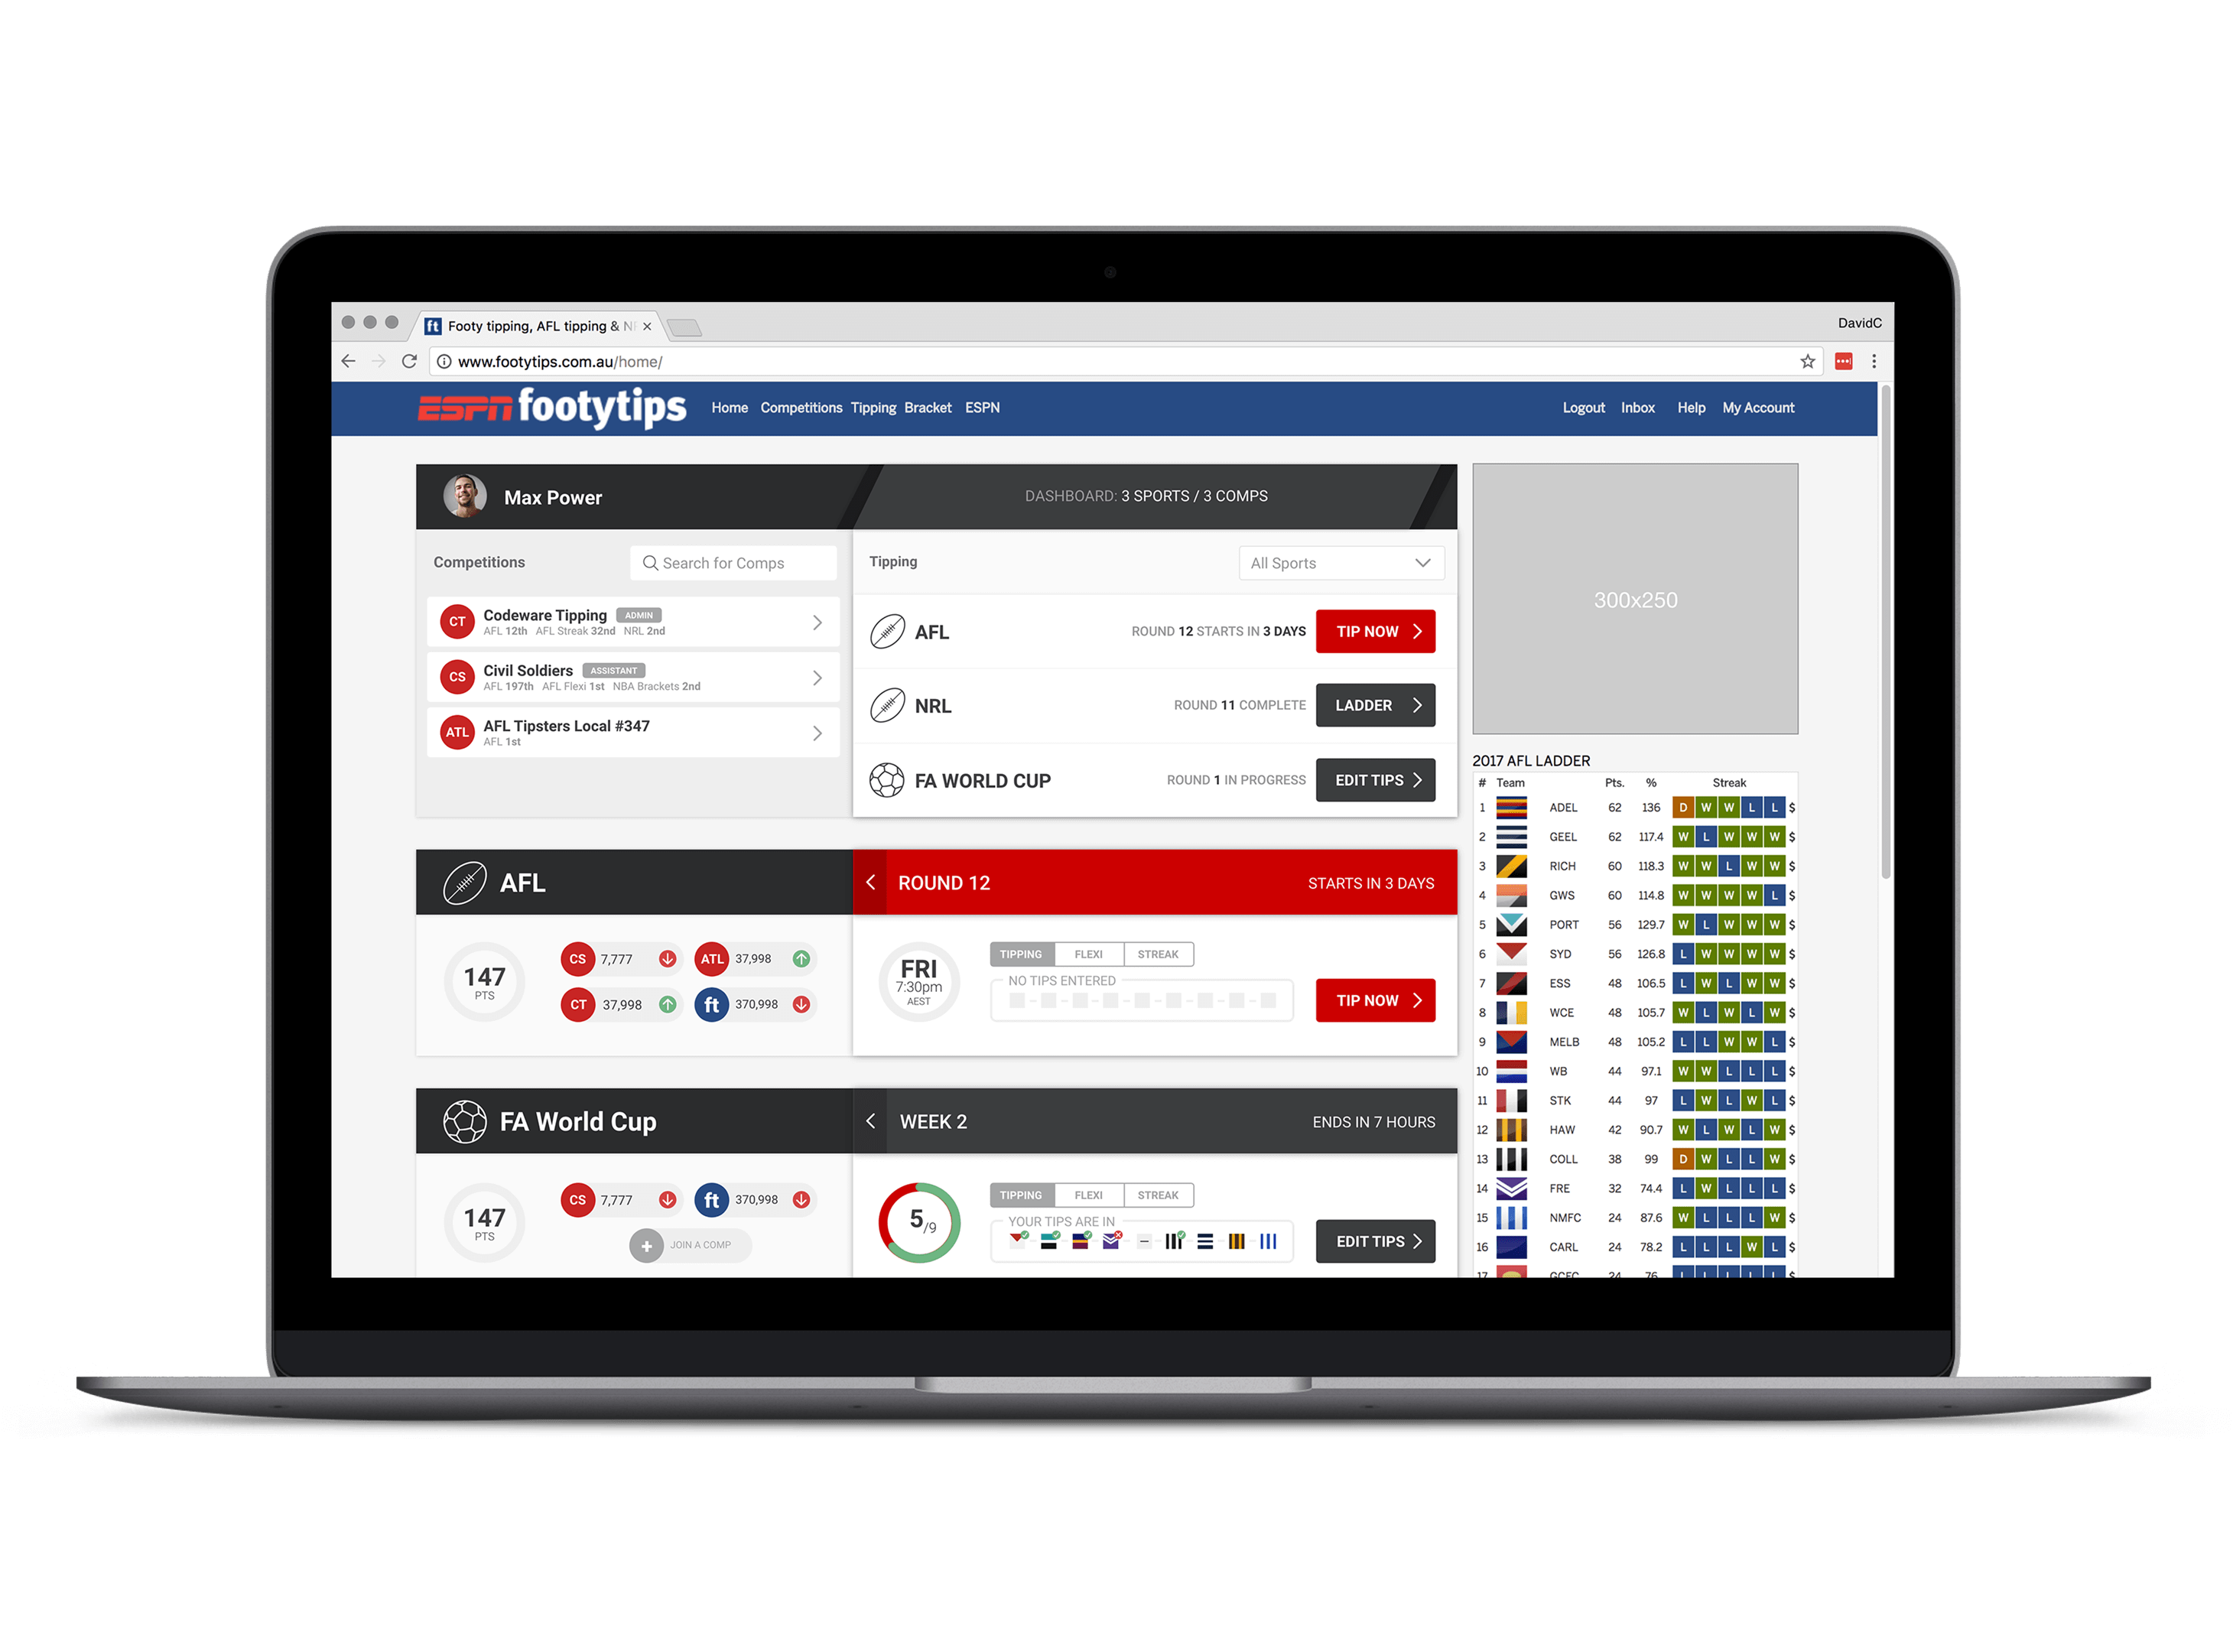 ft Footy tipping, AFL tipping & N
DavidC
www.footytips.com.au/home/
ESPN footytips Home Competitions Tipping Bracket ESPN Logout Inbox Help My Account
Max Power
DASHBOARD: 3 SPORTS / 3 COMPS
Competitions
Search for Comps
CT Codeware Tipping ADMIN
AFL 12th AFL Streak 32nd NRL 2nd
CS Civil Soldiers ASSISTANT
AFL 197th AFL Flexi 1st NBA Brackets 2nd
ATL AFL Tipsters Local #347
AFL 1st
Tipping
All Sports
AFL ROUND 12 STARTS IN 3 DAYS TIP NOW
NRL ROUND 11 COMPLETE LADDER
FA WORLD CUP ROUND 1 IN PROGRESS EDIT TIPS
300x250
AFL
ROUND 12 STARTS IN 3 DAYS
147
PTS
CS 7,777 ATL 37,998
CT 37,998 ft 370,998
FRI
7:30pm
AEST
TIPPING FLEXI STREAK
NO TIPS ENTERED
TIP NOW
FA World Cup
WEEK 2 ENDS IN 7 HOURS
147
PTS
CS 7,777 ft 370,998
+ JOIN A COMP
5/9
TIPPING FLEXI STREAK
YOUR TIPS ARE IN
EDIT TIPS
2017 AFL LADDER
# Team Pts. % Streak
1 ADEL 62 136 D W W L L $
2 GEEL 62 117.4 W L W W W $
3 RICH 60 118.3 W W L W W $
4 GWS 60 114.8 W W W W L $
5 PORT 56 129.7 W L W W W $
6 SYD 56 126.8 L W W W W $
7 ESS 48 106.5 L W L W W $
8 WCE 48 105.7 W L W L W $
9 MELB 48 105.2 L L W W L $
10 WB 44 97.1 W W L L L $
11 STK 44 97 L W L W L $
12 HAW 42 90.7 W L W L W $
13 COLL 38 99 D W L L W $
14 FRE 32 74.4 L W L L L $
15 NMFC 24 87.6 W L L L W $
16 CARL 24 78.2 L L L W L $
17 GCFC 24 76 L L L L L $